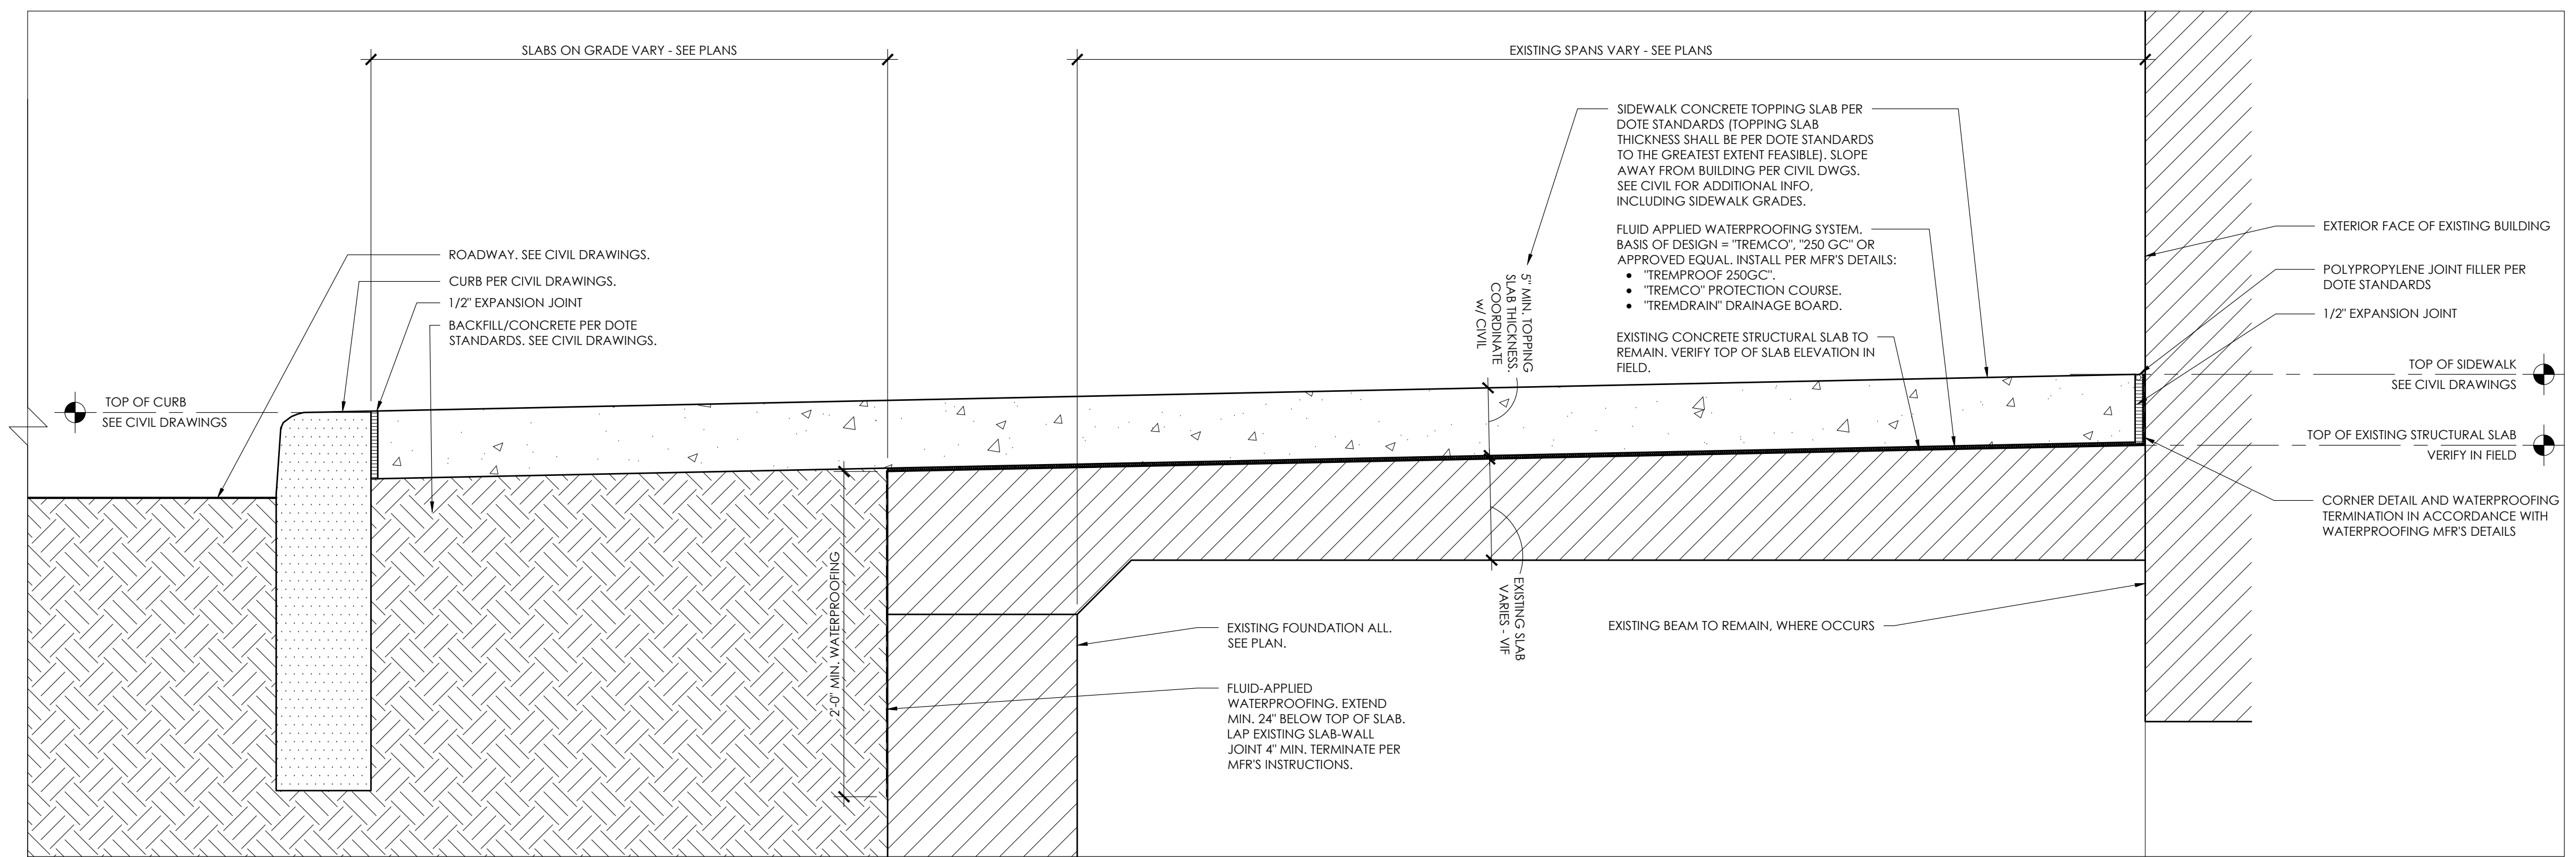 SLABS ON GRADE VARY - SEE PLANS
EXISTING SPANS VARY - SEE PLANS
ROADWAY. SEE CIVIL DRAWINGS.
CURB PER CIVIL DRAWINGS.
1/2" EXPANSION JOINT
BACKFILL/CONCRETE PER DOTE
STANDARDS. SEE CIVIL DRAWINGS.
TOP OF CURB
SEE CIVIL DRAWINGS
2'-0" MIN. WATERPROOFING
EXISTING FOUNDATION ALL.
SEE PLAN.
FLUID-APPLIED
WATERPROOFING. EXTEND
MIN. 24" BELOW TOP OF SLAB.
LAP EXISTING SLAB-WALL
JOINT 4" MIN. TERMINATE PER
MFR'S INSTRUCTIONS.
5" MIN. TOPPING
SLAB THICKNESS.
COORDINATE
w/ CIVIL
EXISTING SLAB
VARIES - VIF
SIDEWALK CONCRETE TOPPING SLAB PER
DOTE STANDARDS (TOPPING SLAB
THICKNESS SHALL BE PER DOTE STANDARDS
TO THE GREATEST EXTENT FEASIBLE). SLOPE
AWAY FROM BUILDING PER CIVIL DWGS.
SEE CIVIL FOR ADDITIONAL INFO,
INCLUDING SIDEWALK GRADES.
FLUID APPLIED WATERPROOFING SYSTEM.
BASIS OF DESIGN = "TREMCO", "250 GC" OR
APPROVED EQUAL. INSTALL PER MFR'S DETAILS:
• "TREMPROOF 250GC".
• "TREMCO" PROTECTION COURSE.
• "TREMDRAIN" DRAINAGE BOARD.
EXISTING CONCRETE STRUCTURAL SLAB TO
REMAIN. VERIFY TOP OF SLAB ELEVATION IN
FIELD.
EXISTING BEAM TO REMAIN, WHERE OCCURS
EXTERIOR FACE OF EXISTING BUILDING
POLYPROPYLENE JOINT FILLER PER
DOTE STANDARDS
1/2" EXPANSION JOINT
TOP OF SIDEWALK
SEE CIVIL DRAWINGS
TOP OF EXISTING STRUCTURAL SLAB
VERIFY IN FIELD
CORNER DETAIL AND WATERPROOFING
TERMINATION IN ACCORDANCE WITH
WATERPROOFING MFR'S DETAILS